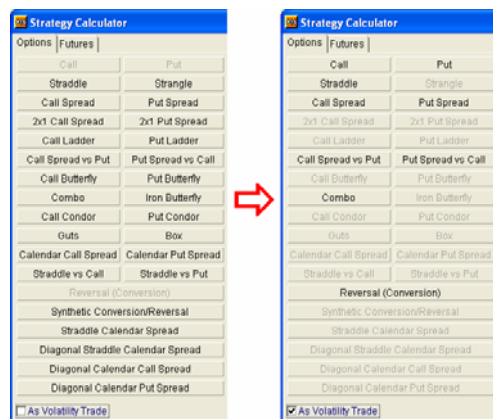 Strategy Calculator
Options Futures
Call Put
Straddle Strangle
Call Spread Put Spread
2x1 Call Spread 2x1 Put Spread
Call Ladder Put Ladder
Call Spread vs Put Put Spread vs Call
Call Butterfly Put Butterfly
Combo Iron Butterfly
Call Condor Put Condor
Guts Box
Calendar Call Spread Calendar Put Spread
Straddle vs Call Straddle vs Put
Reversal (Conversion)
Synthetic Conversion/Reversal
Straddle Calendar Spread
Diagonal Straddle Calendar Spread
Diagonal Calendar Call Spread
Diagonal Calendar Put Spread
As Volatility Trade
Strategy Calculator
Options Futures
Call Put
Straddle Strangle
Call Spread Put Spread
2x1 Call Spread 2x1 Put Spread
Call Ladder Put Ladder
Call Spread vs Put Put Spread vs Call
Call Butterfly Put Butterfly
Combo Iron Butterfly
Call Condor Put Condor
Guts Box
Calendar Call Spread Calendar Put Spread
Straddle vs Call Straddle vs Put
Reversal (Conversion)
Synthetic Conversion/Reversal
Straddle Calendar Spread
Diagonal Straddle Calendar Spread
Diagonal Calendar Call Spread
Diagonal Calendar Put Spread
As Volatility Trade